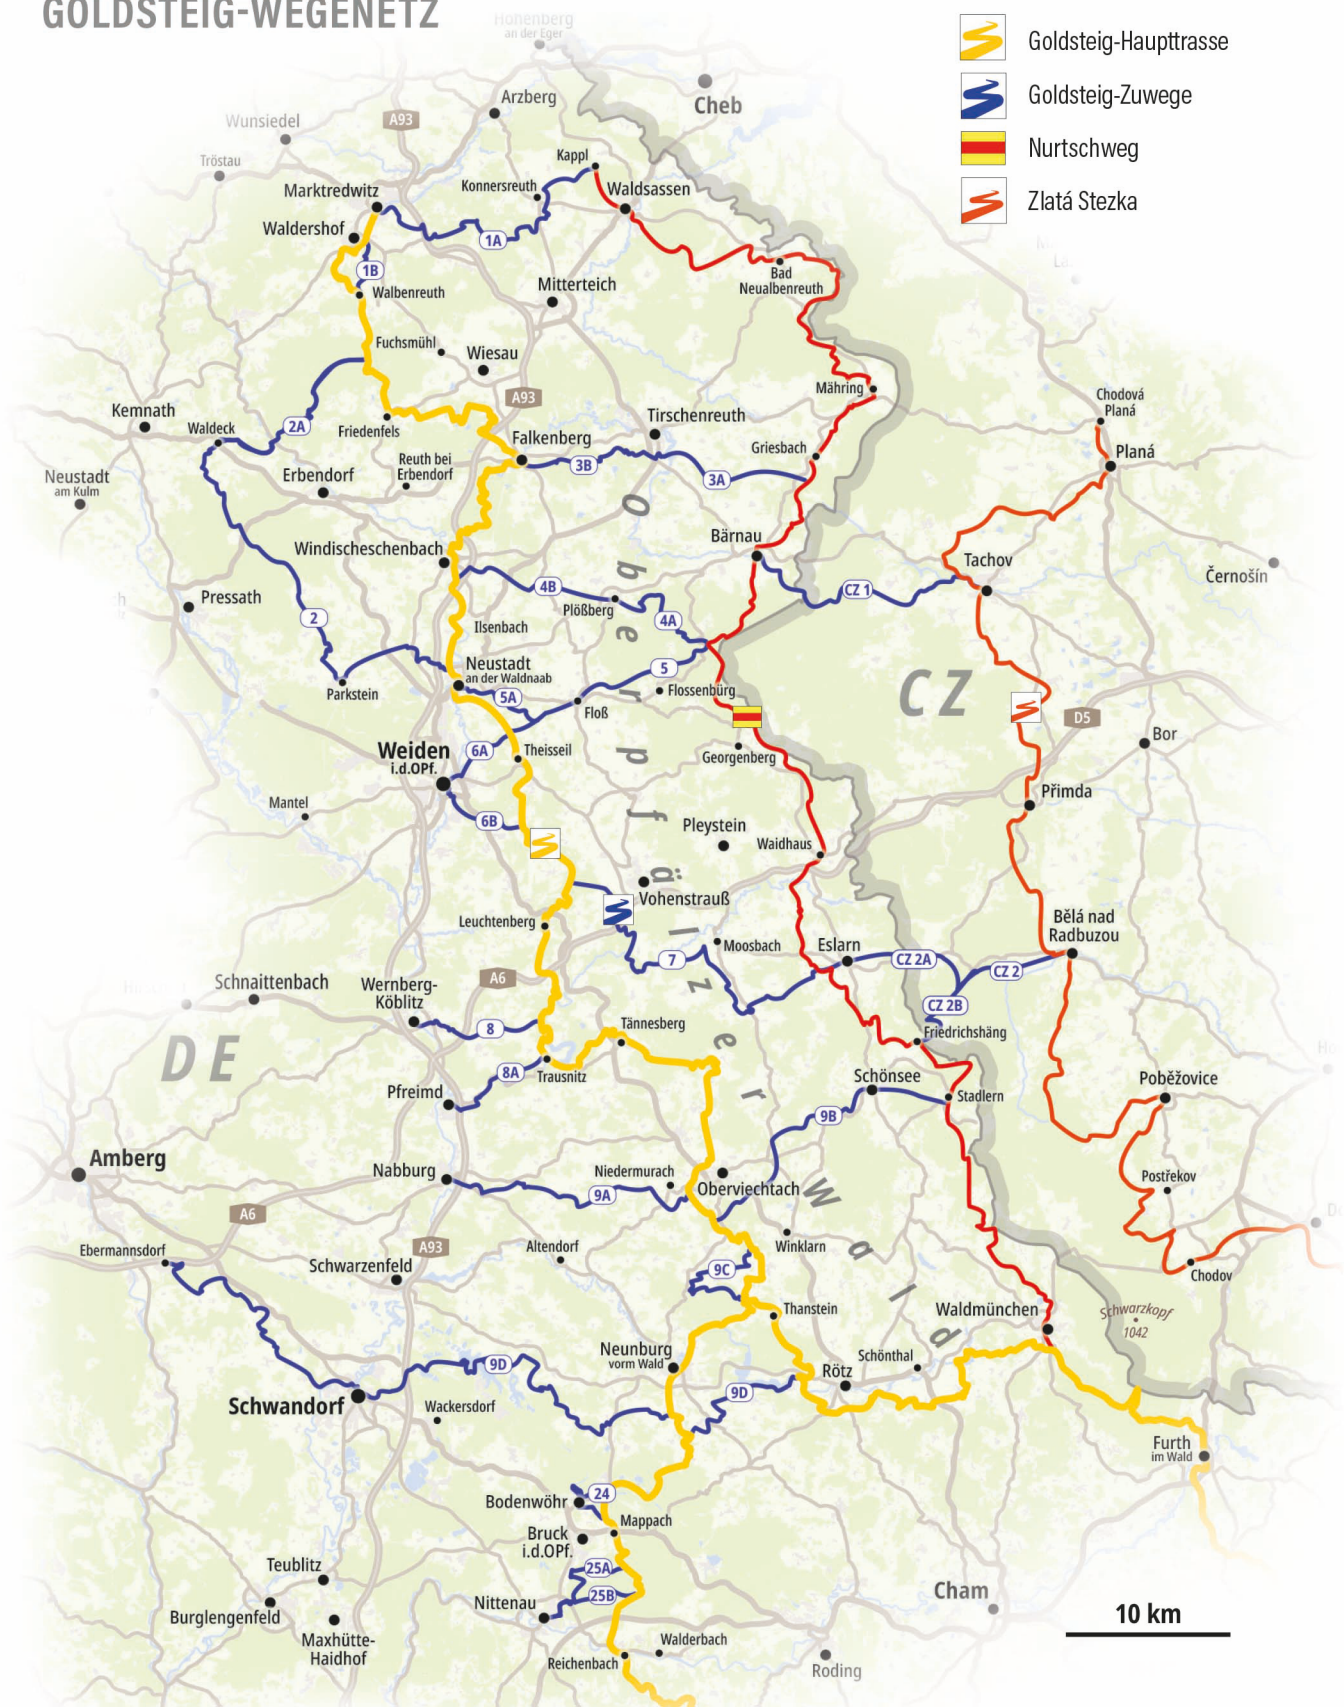 GOLDSTEIG-WEGENETZ
Goldsteig-Haupttrasse
Goldsteig-Zuwege
Nurtschweg
Zlatá Stezka
Hohenberg
an der Eger
Cheb
Arzberg
A93
Wunsiedel
Tröstau
Kappl
Konnersreuth
Waldsassen
Marktredwitz
Waldershof
1A
1B
Walbenreuth
Mitterteich
Bad
Neualbenreuth
Fuchsmühl
Wiesau
A93
Mähring
Chodová
Planá
Planá
Kemnath
Waldeck
2A
Friedenfels
Falkenberg
Tirschenreuth
Griesbach
3B
3A
Neustadt
am Kulm
Erbendorf
Reuth bei
Erbendorf
Windischeschenbach
Bärnau
Tachov
Černošín
CZ 1
Pressath
4B
Plößberg
4A
2
Ilsenbach
Parkstein
Neustadt
an der Waldnaab
5A
5
Flossenbürg
Floß
CZ
D5
Bor
Weiden
i.d.OPf.
6A
Theisseil
Georgenberg
Přimda
Mantel
6B
Pleystein
Waidhaus
Vohenstrauß
Leuchtenberg
Moosbach
7
Eslarn
CZ 2A
CZ 2
CZ 2B
Bělá nad
Radbuzou
Oberpfälzer Wald
Schnaittenbach
A6
Wernberg-
Köblitz
8
Tännesberg
Friedrichshäng
DE
8A
Trausnitz
Pfreimd
Schönsee
Stadlern
9B
Poběžovice
Amberg
Nabburg
Niedermurach
9A
Oberviechtach
Postřekov
A6
Ebermannsdorf
A93
Schwarzenfeld
Altendorf
Winklarn
9C
Chodov
Thanstein
Waldmünchen
Schwarzkopf
1042
Neunburg
vorm Wald
Schönthal
Rötz
9D
9D
Schwandorf
Wackersdorf
Furth
im Wald
24
Bodenwöhr
Mappach
Bruck
i.d.OPf.
Teublitz
25A
25B
Nittenau
Burglengenfeld
Maxhütte-
Haidhof
Cham
10 km
Walderbach
Reichenbach
Roding